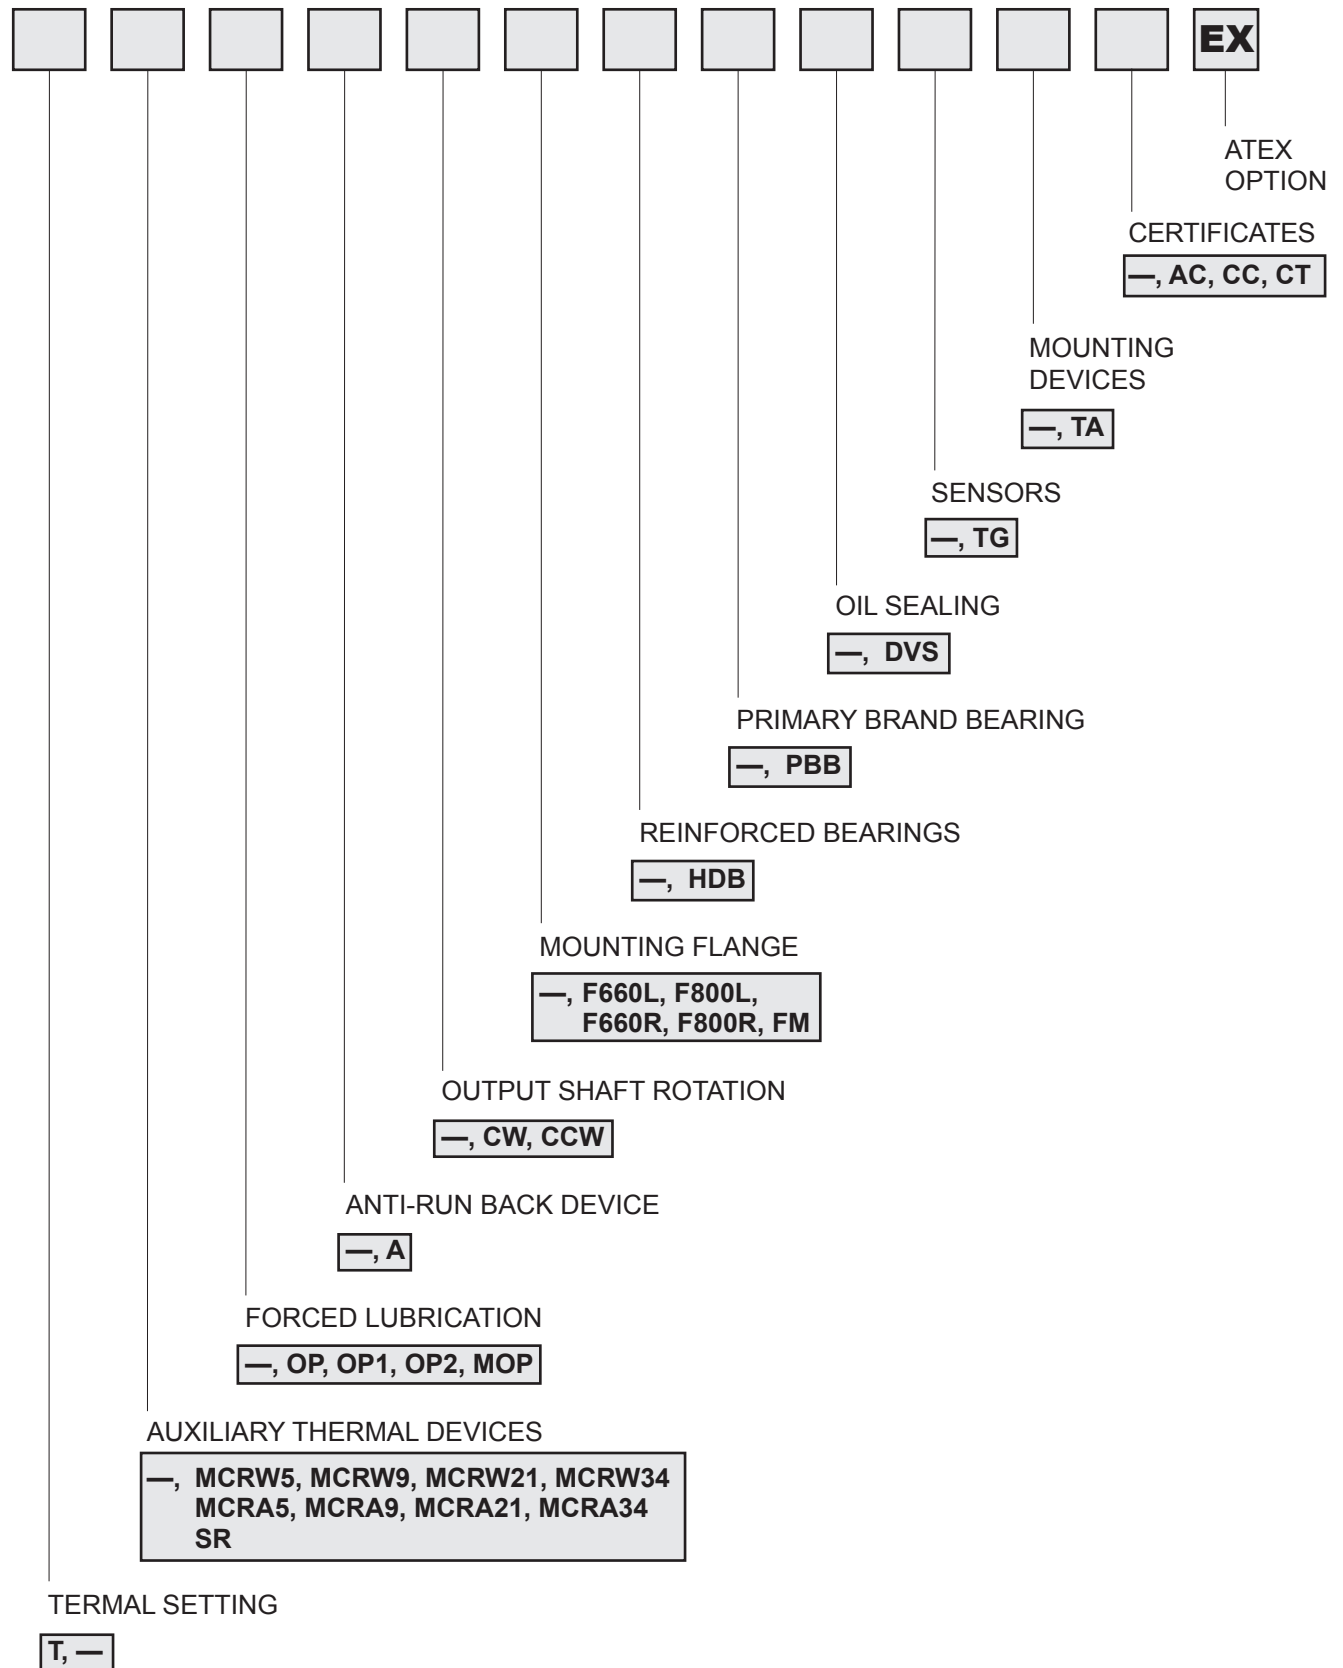 EX
ATEX
OPTION
CERTIFICATES
—, AC, CC, CT
MOUNTING
DEVICES
—, TA
SENSORS
—, TG
OIL SEALING
—, DVS
PRIMARY BRAND BEARING
—, PBB
REINFORCED BEARINGS
—, HDB
MOUNTING FLANGE
—, F660L, F800L,
F660R, F800R, FM
OUTPUT SHAFT ROTATION
—, CW, CCW
ANTI-RUN BACK DEVICE
—, A
FORCED LUBRICATION
—, OP, OP1, OP2, MOP
AUXILIARY THERMAL DEVICES
—, MCRW5, MCRW9, MCRW21, MCRW34
MCRA5, MCRA9, MCRA21, MCRA34
SR
TERMAL SETTING
T, —